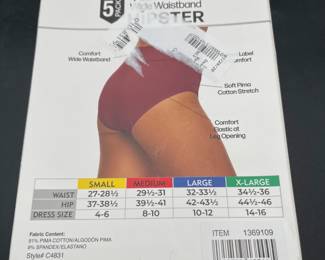 5
PACK
Wide Waistband
HIPSTER
Comfort
Wide Waistband
Label
Comfort
Soft Pima
Cotton Stretch
Comfort
Elastic at
Leg Opening
SMALL MEDIUM LARGE X-LARGE
WAIST 27-28½ 29½-31 32-33½ 34½-36
HIP 37-38½ 39½-41 42-43½ 44½-46
DRESS SIZE 4-6 8-10 10-12 14-16
Fabric Content:
91% PIMA COTTON/ALGODÓN PIMA
9% SPANDEX/ELASTANO
Style# C4831
ITEM 1369109